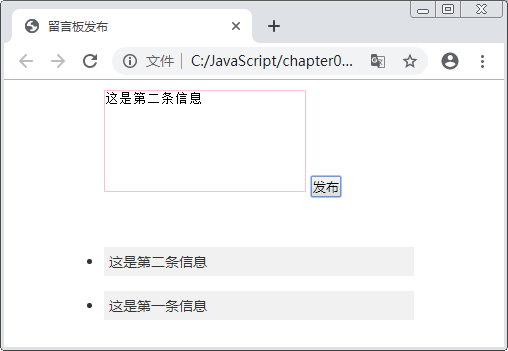 留言板发布
文件 C:/JavaScript/chapter0...
这是第二条信息
发布
这是第二条信息
这是第一条信息